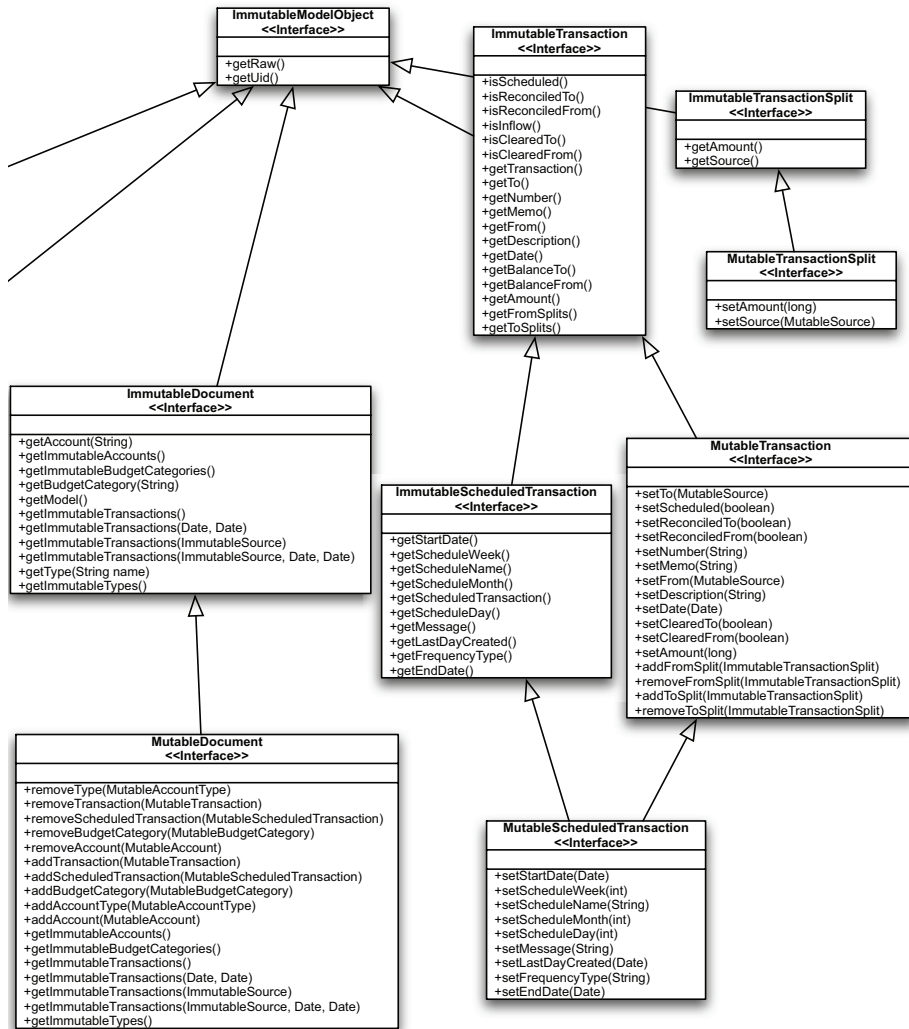 ImmutableModelObject
<<Interface>>
+getRaw()
+getUid()
ImmutableTransaction
<<Interface>>
+isScheduled()
+isReconciledTo()
+isReconciledFrom()
+isInflow()
+isClearedTo()
+isClearedFrom()
+getTransaction()
+getTo()
+getNumber()
+getMemo()
+getFrom()
+getDescription()
+getDate()
+getBalanceTo()
+getBalanceFrom()
+getAmount()
+getFromSplits()
+getToSplits()
ImmutableTransactionSplit
<<Interface>>
+getAmount()
+getSource()
MutableTransactionSplit
<<Interface>>
+setAmount(long)
+setSource(MutableSource)
ImmutableDocument
<<Interface>>
+getAccount(String)
+getImmutableAccounts()
+getImmutableBudgetCategories()
+getBudgetCategory(String)
+getModel()
+getImmutableTransactions()
+getImmutableTransactions(Date, Date)
+getImmutableTransactions(ImmutableSource)
+getImmutableTransactions(ImmutableSource, Date, Date)
+getType(String name)
+getImmutableTypes()
ImmutableScheduledTransaction
<<Interface>>
+getStartDate()
+getScheduleWeek()
+getScheduleName()
+getScheduleMonth()
+getScheduledTransaction()
+getScheduleDay()
+getMessage()
+getLastDayCreated()
+getFrequencyType()
+getEndDate()
MutableTransaction
<<Interface>>
+setTo(MutableSource)
+setScheduled(boolean)
+setReconciledTo(boolean)
+setReconciledFrom(boolean)
+setNumber(String)
+setMemo(String)
+setFrom(MutableSource)
+setDescription(String)
+setDate(Date)
+setClearedTo(boolean)
+setClearedFrom(boolean)
+setAmount(long)
+addFromSplit(ImmutableTransactionSplit)
+removeFromSplit(ImmutableTransactionSplit)
+addToSplit(ImmutableTransactionSplit)
+removeToSplit(ImmutableTransactionSplit)
MutableDocument
<<Interface>>
+removeType(MutableAccountType)
+removeTransaction(MutableTransaction)
+removeScheduledTransaction(MutableScheduledTransaction)
+removeBudgetCategory(MutableBudgetCategory)
+removeAccount(MutableAccount)
+addTransaction(MutableTransaction)
+addScheduledTransaction(MutableScheduledTransaction)
+addBudgetCategory(MutableBudgetCategory)
+addAccountType(MutableAccountType)
+addAccount(MutableAccount)
+getImmutableAccounts()
+getImmutableBudgetCategories()
+getImmutableTransactions()
+getImmutableTransactions(Date, Date)
+getImmutableTransactions(ImmutableSource)
+getImmutableTransactions(ImmutableSource, Date, Date)
+getImmutableTypes()
MutableScheduledTransaction
<<Interface>>
+setStartDate(Date)
+setScheduleWeek(int)
+setScheduleName(String)
+setScheduleMonth(int)
+setScheduleDay(int)
+setMessage(String)
+setLastDayCreated(Date)
+setFrequencyType(String)
+setEndDate(Date)